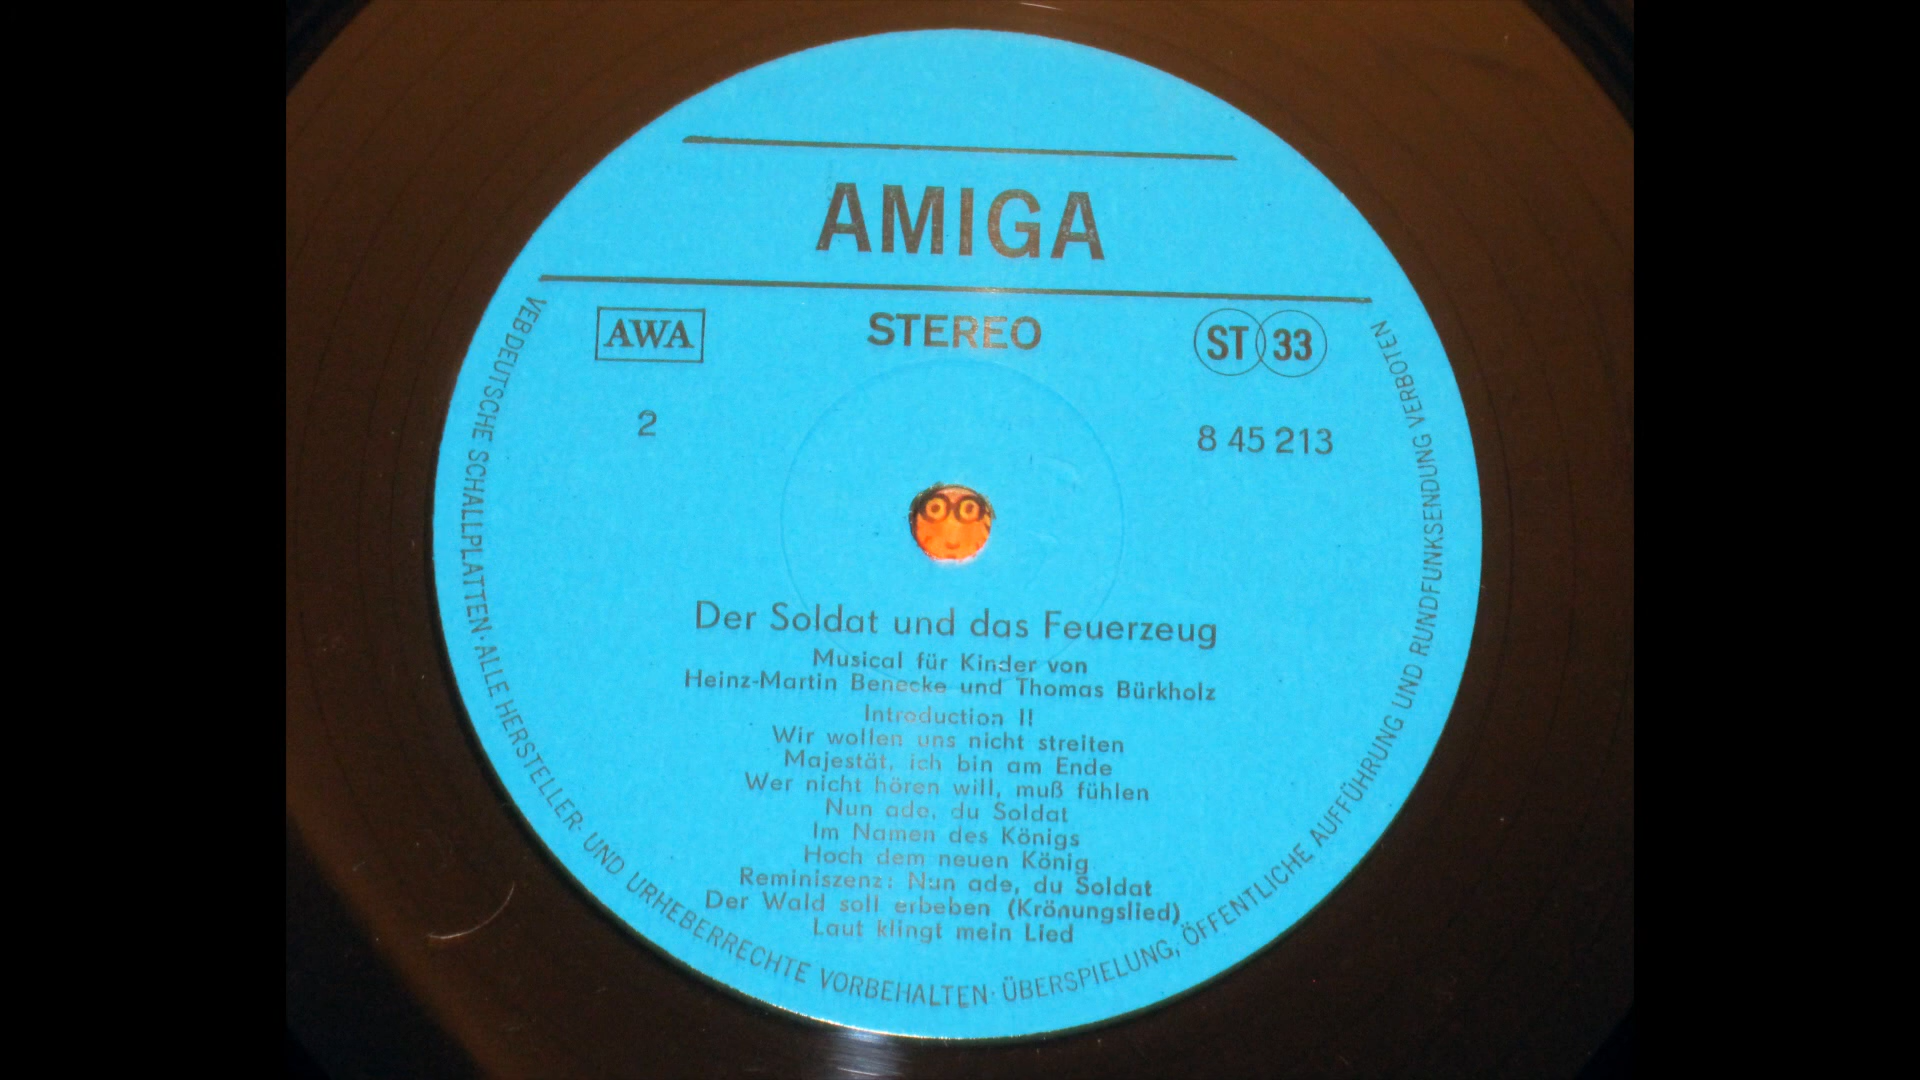 AMIGA
AWA
STEREO
ST 33
2
8 45 213
Der Soldat und das Feuerzeug
Musical für Kinder von
Heinz-Martin Benecke und Thomas Bürkholz
Introduction II
Wir wollen uns nicht streiten
Majestät, ich bin am Ende
Wer nicht hören will, muß fühlen
Nun ade, du Soldat
Im Namen des Königs
Hoch dem neuen König
Reminiszenz: Nun ade, du Soldat
Der Wald soll erbeben (Krönungslied)
Laut klingt mein Lied
VEB DEUTSCHE SCHALLPLATTEN · ALLE HERSTELLER- UND URHEBERRECHTE VORBEHALTEN · ÜBERSPIELUNG, ÖFFENTLICHE AUFFÜHRUNG UND RUNDFUNKSENDUNG VERBOTEN